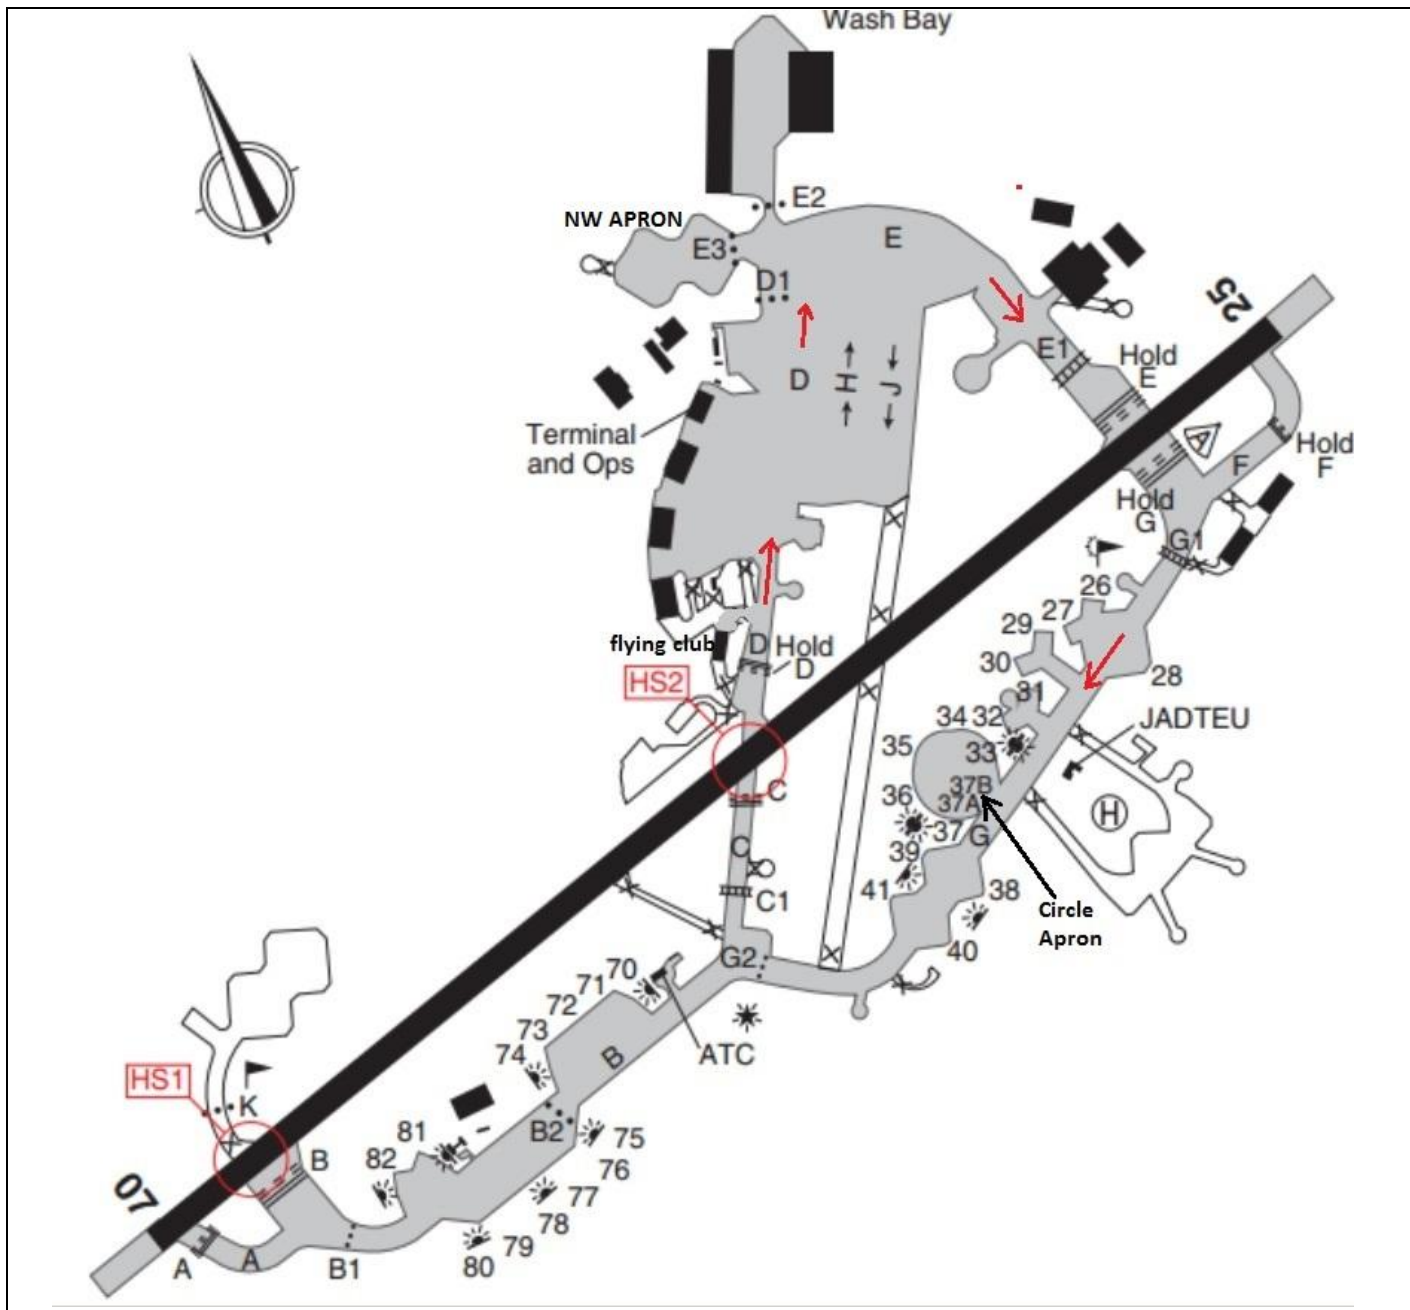 Wash Bay
E2
NW APRON
E3
E
D1
25
E1
Hold
E
D
H
J
A
Hold
F
F
Terminal
and Ops
Hold
G
G1
26
27
29
30
28
flying club
D
Hold
D
HS2
31
32
34
33
35
JADTEU
C
37B
37A
36
37
G
H
39
C
41
38
C1
Circle
Apron
40
G2
70
71
72
73
74
ATC
B
HS1
K
B2
75
81
76
82
B
77
78
07
79
80
A
A
B1